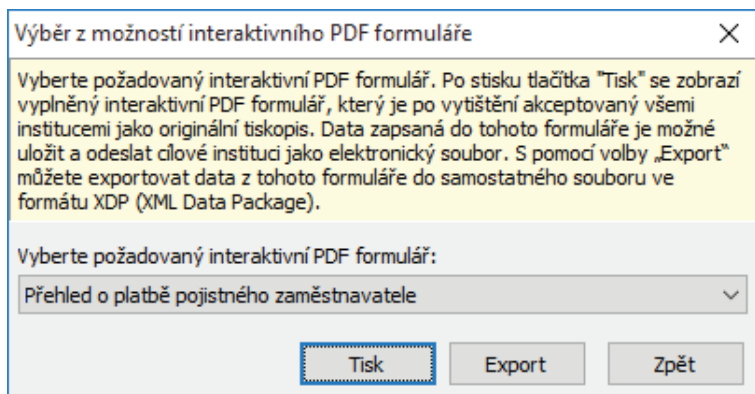 Výběr z možností interaktivního PDF formuláře
Vyberte požadovaný interaktivní PDF formulář. Po stisku tlačítka "Tisk" se zobrazí
vyplněný interaktivní PDF formulář, který je po vytištění akceptovaný všemi
institucemi jako originální tiskopis. Data zapsaná do tohoto formuláře je možné
uložit a odeslat cílové instituci jako elektronický soubor. S pomocí volby „Export“
můžete exportovat data z tohoto formuláře do samostatného souboru ve
formátu XDP (XML Data Package).
Vyberte požadovaný interaktivní PDF formulář:
Přehled o platbě pojistného zaměstnavatele
Tisk Export Zpět